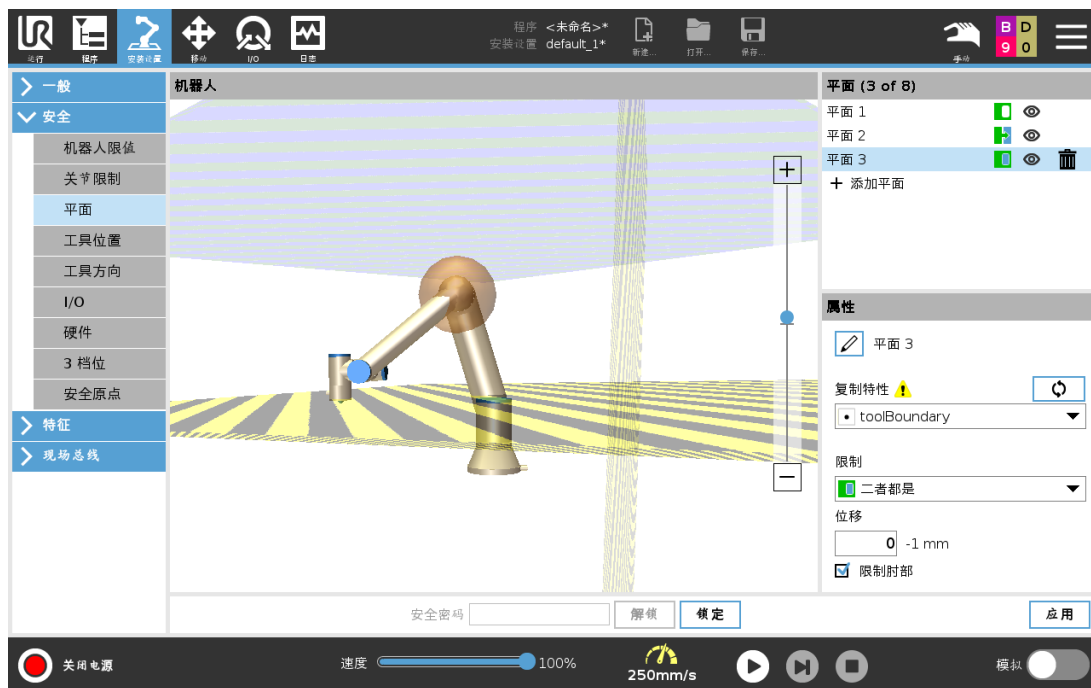 程序 <未命名>*
安装设置 default_1*
运行 程序 安装设置 移动 I/O 日志
新建... 打开... 保存...
手动
B D
9 0
一般
安全
机器人限值
关节限制
平面
工具位置
工具方向
I/O
硬件
3 档位
安全原点
特征
现场总线
机器人
平面 (3 of 8)
平面 1
平面 2
平面 3
添加平面
属性
平面 3
复制特性
toolBoundary
限制
二者都是
位移
0 -1 mm
限制肘部
安全密码 解锁 锁定
应用
关闭电源
速度 100%
250mm/s
模拟